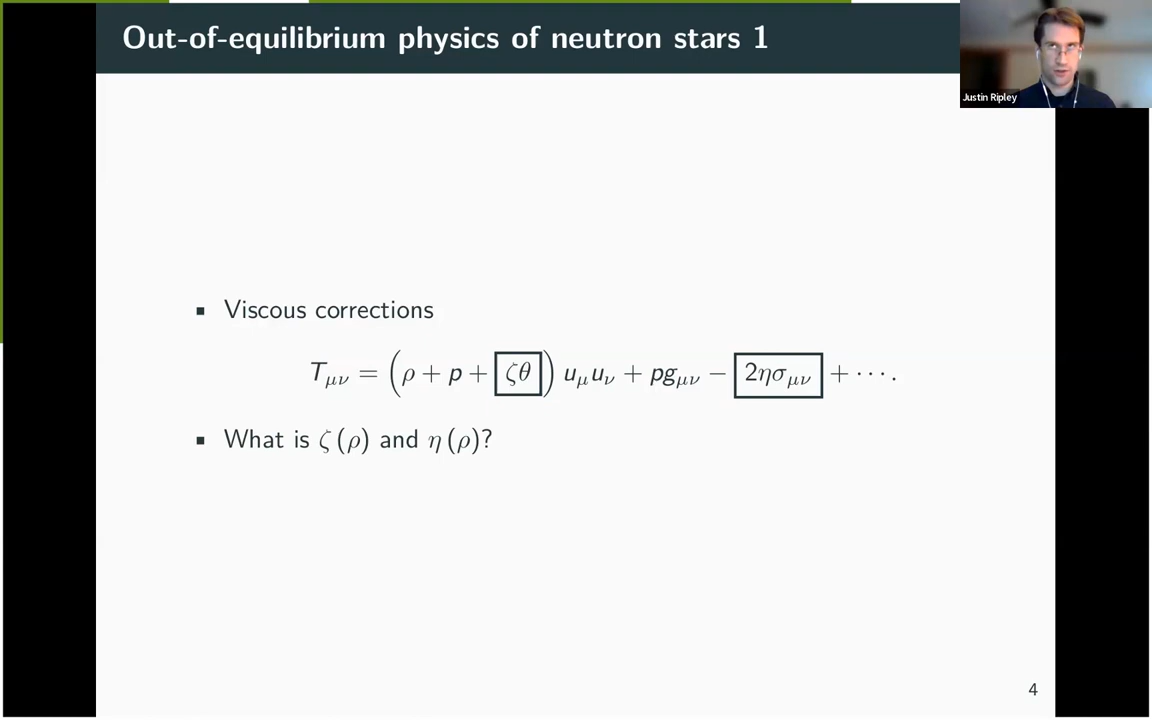 Out-of-equilibrium physics of neutron stars 1
Justin Ripley
▪ Viscous corrections
T_{μν} = (ρ + p + ζθ) u_μ u_ν + p g_{μν} − 2ησ_{μν} + ⋯ .
▪ What is ζ(ρ) and η(ρ)?
4